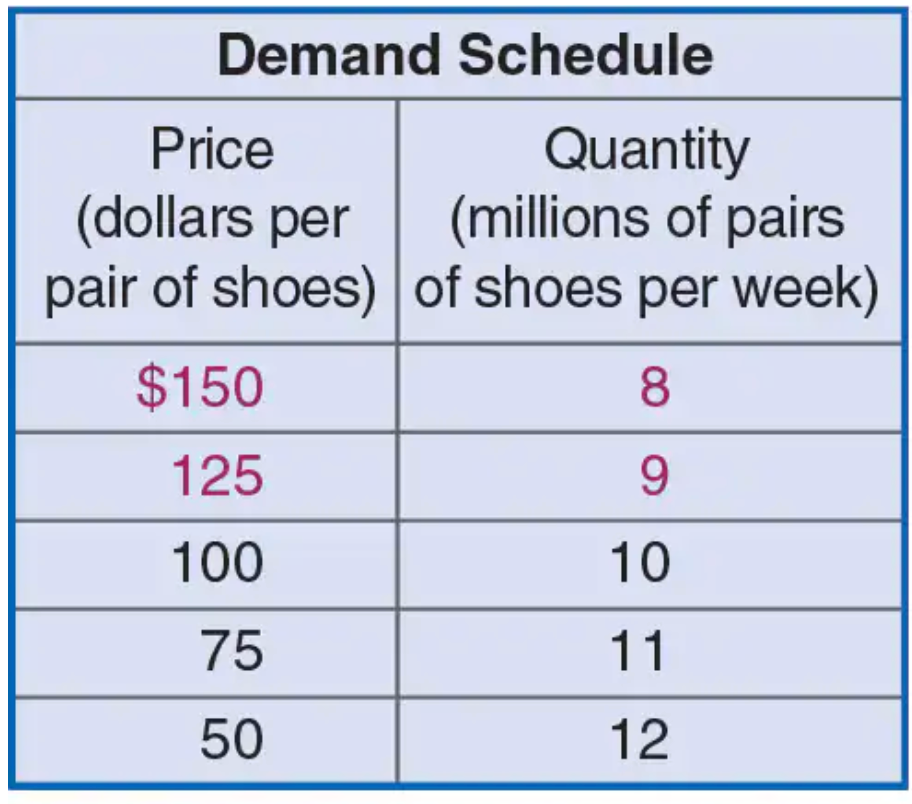 Demand Schedule
Price
(dollars per
pair of shoes)
Quantity
(millions of pairs
of shoes per week)
$150 8
125 9
100 10
75 11
50 12